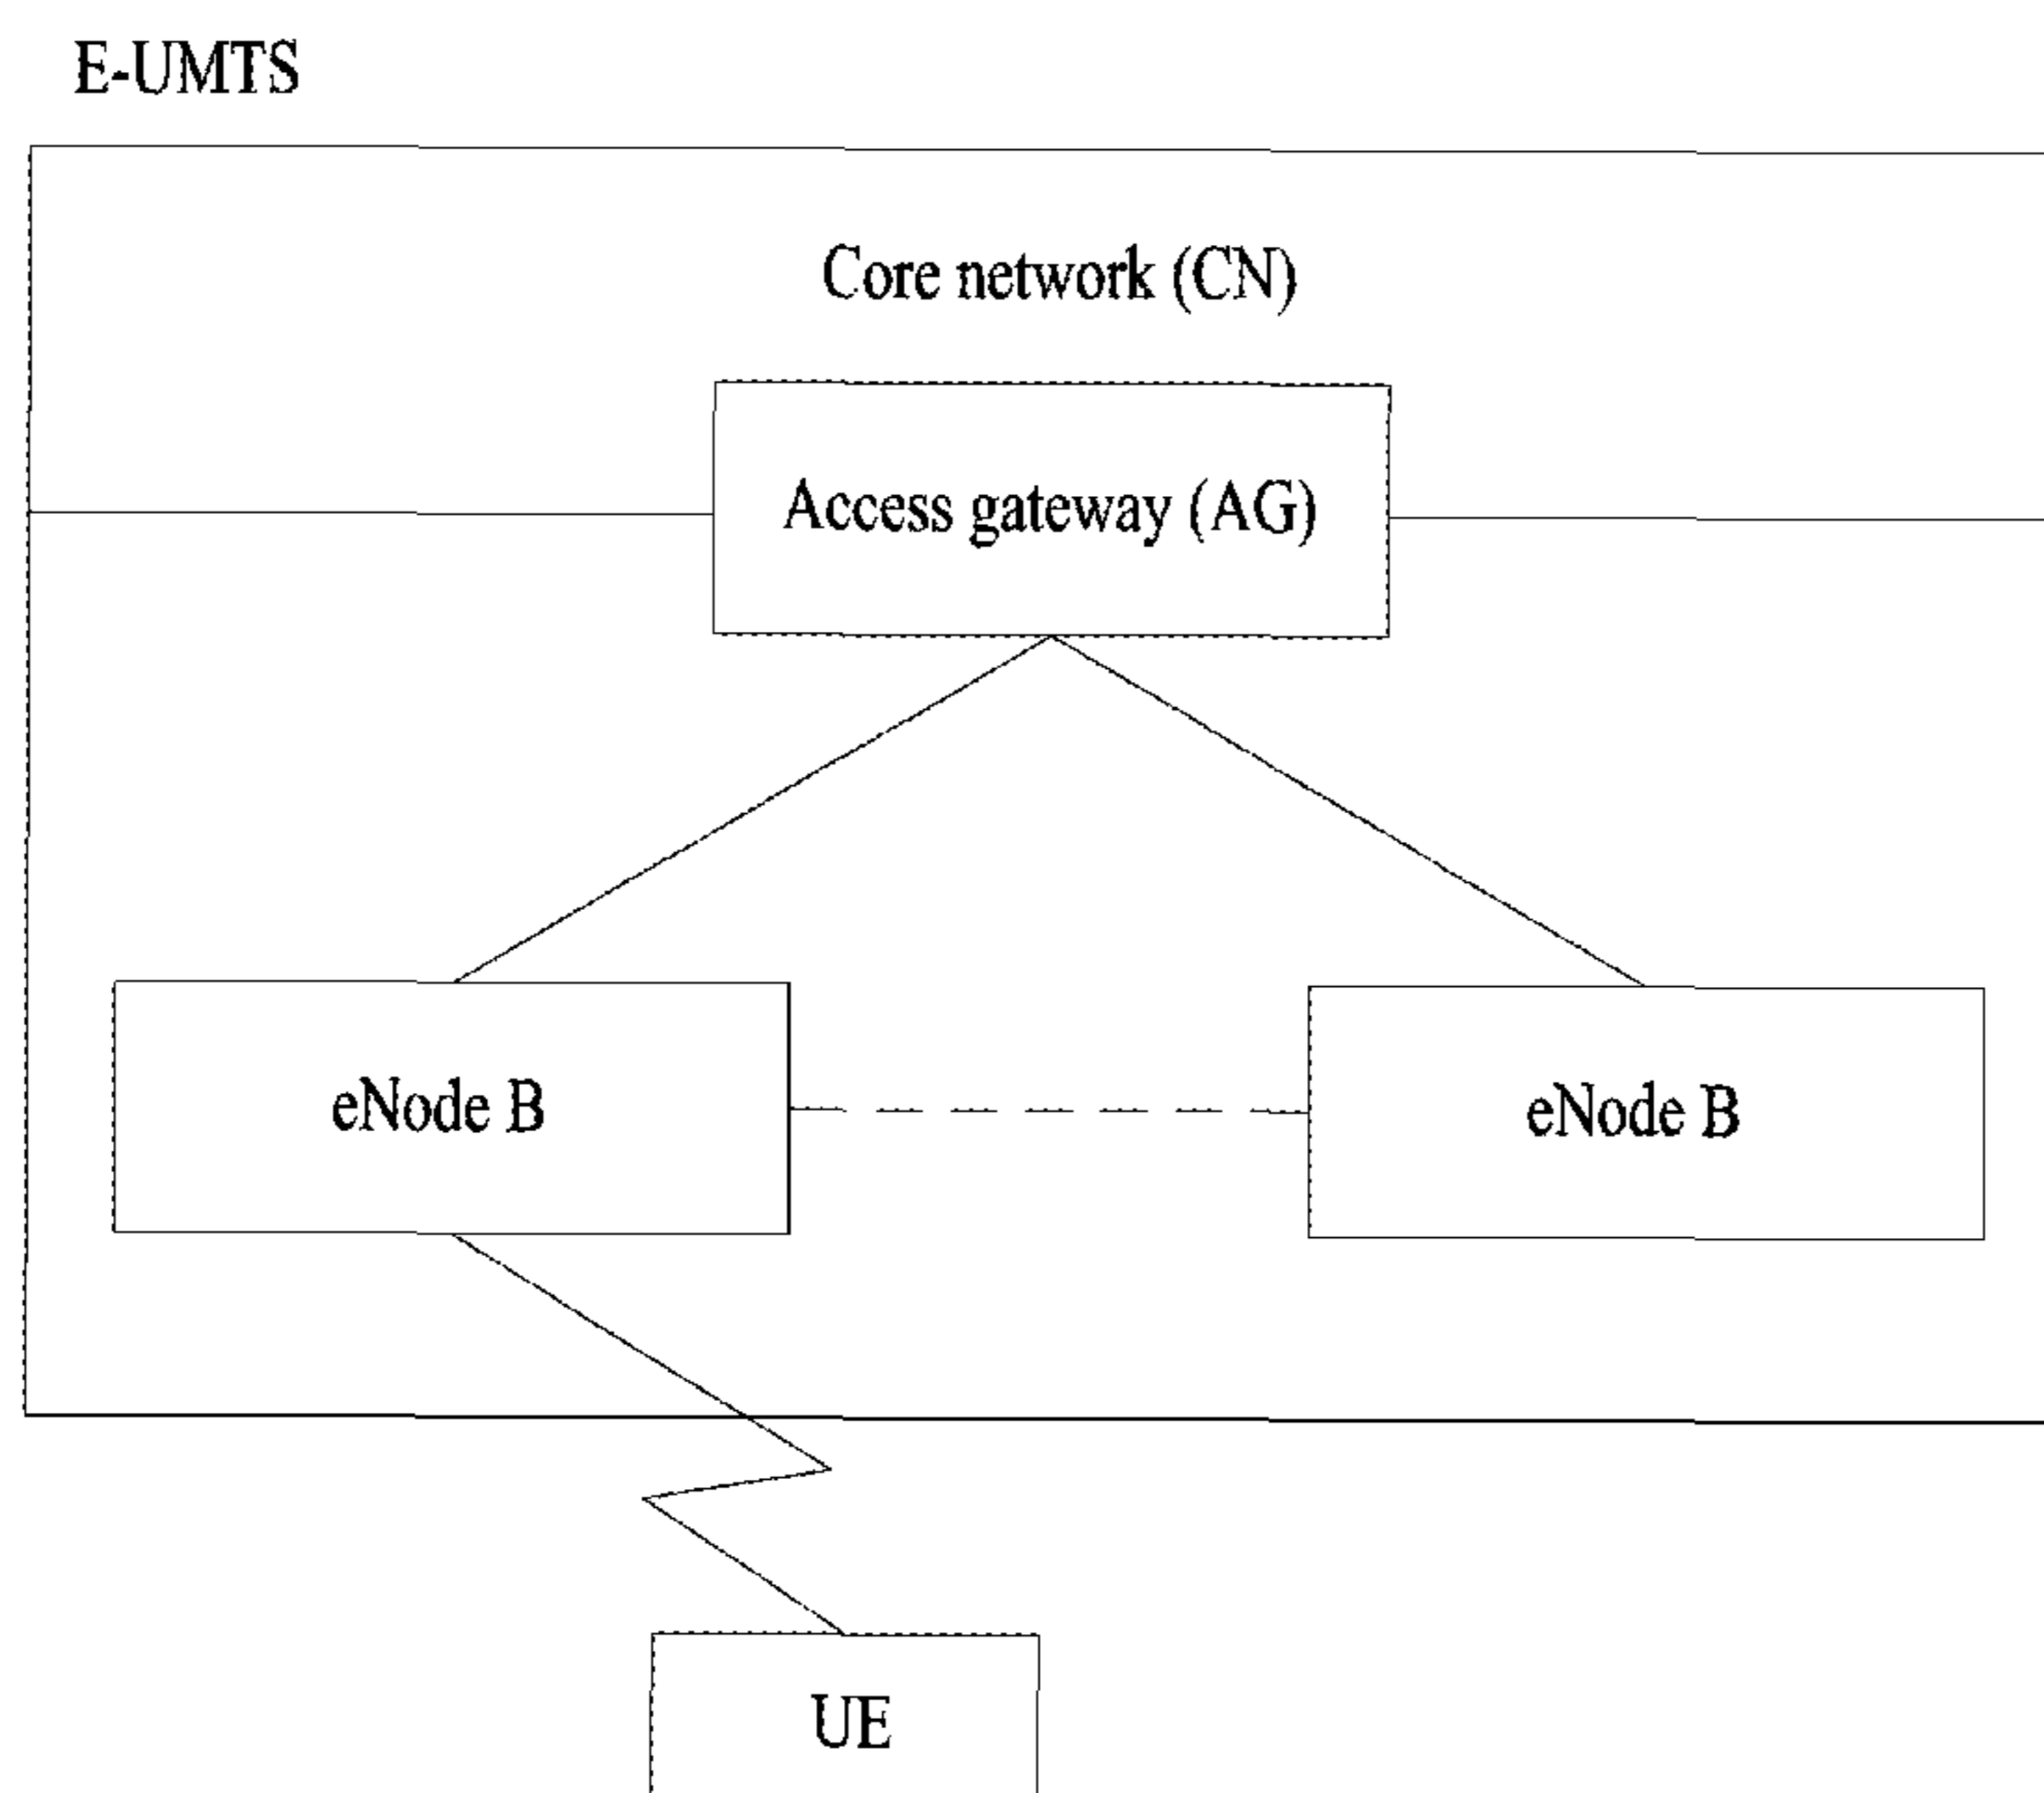 E-UMTS
Core network (CN)
Access gateway (AG)
eNode B
eNode B
UE